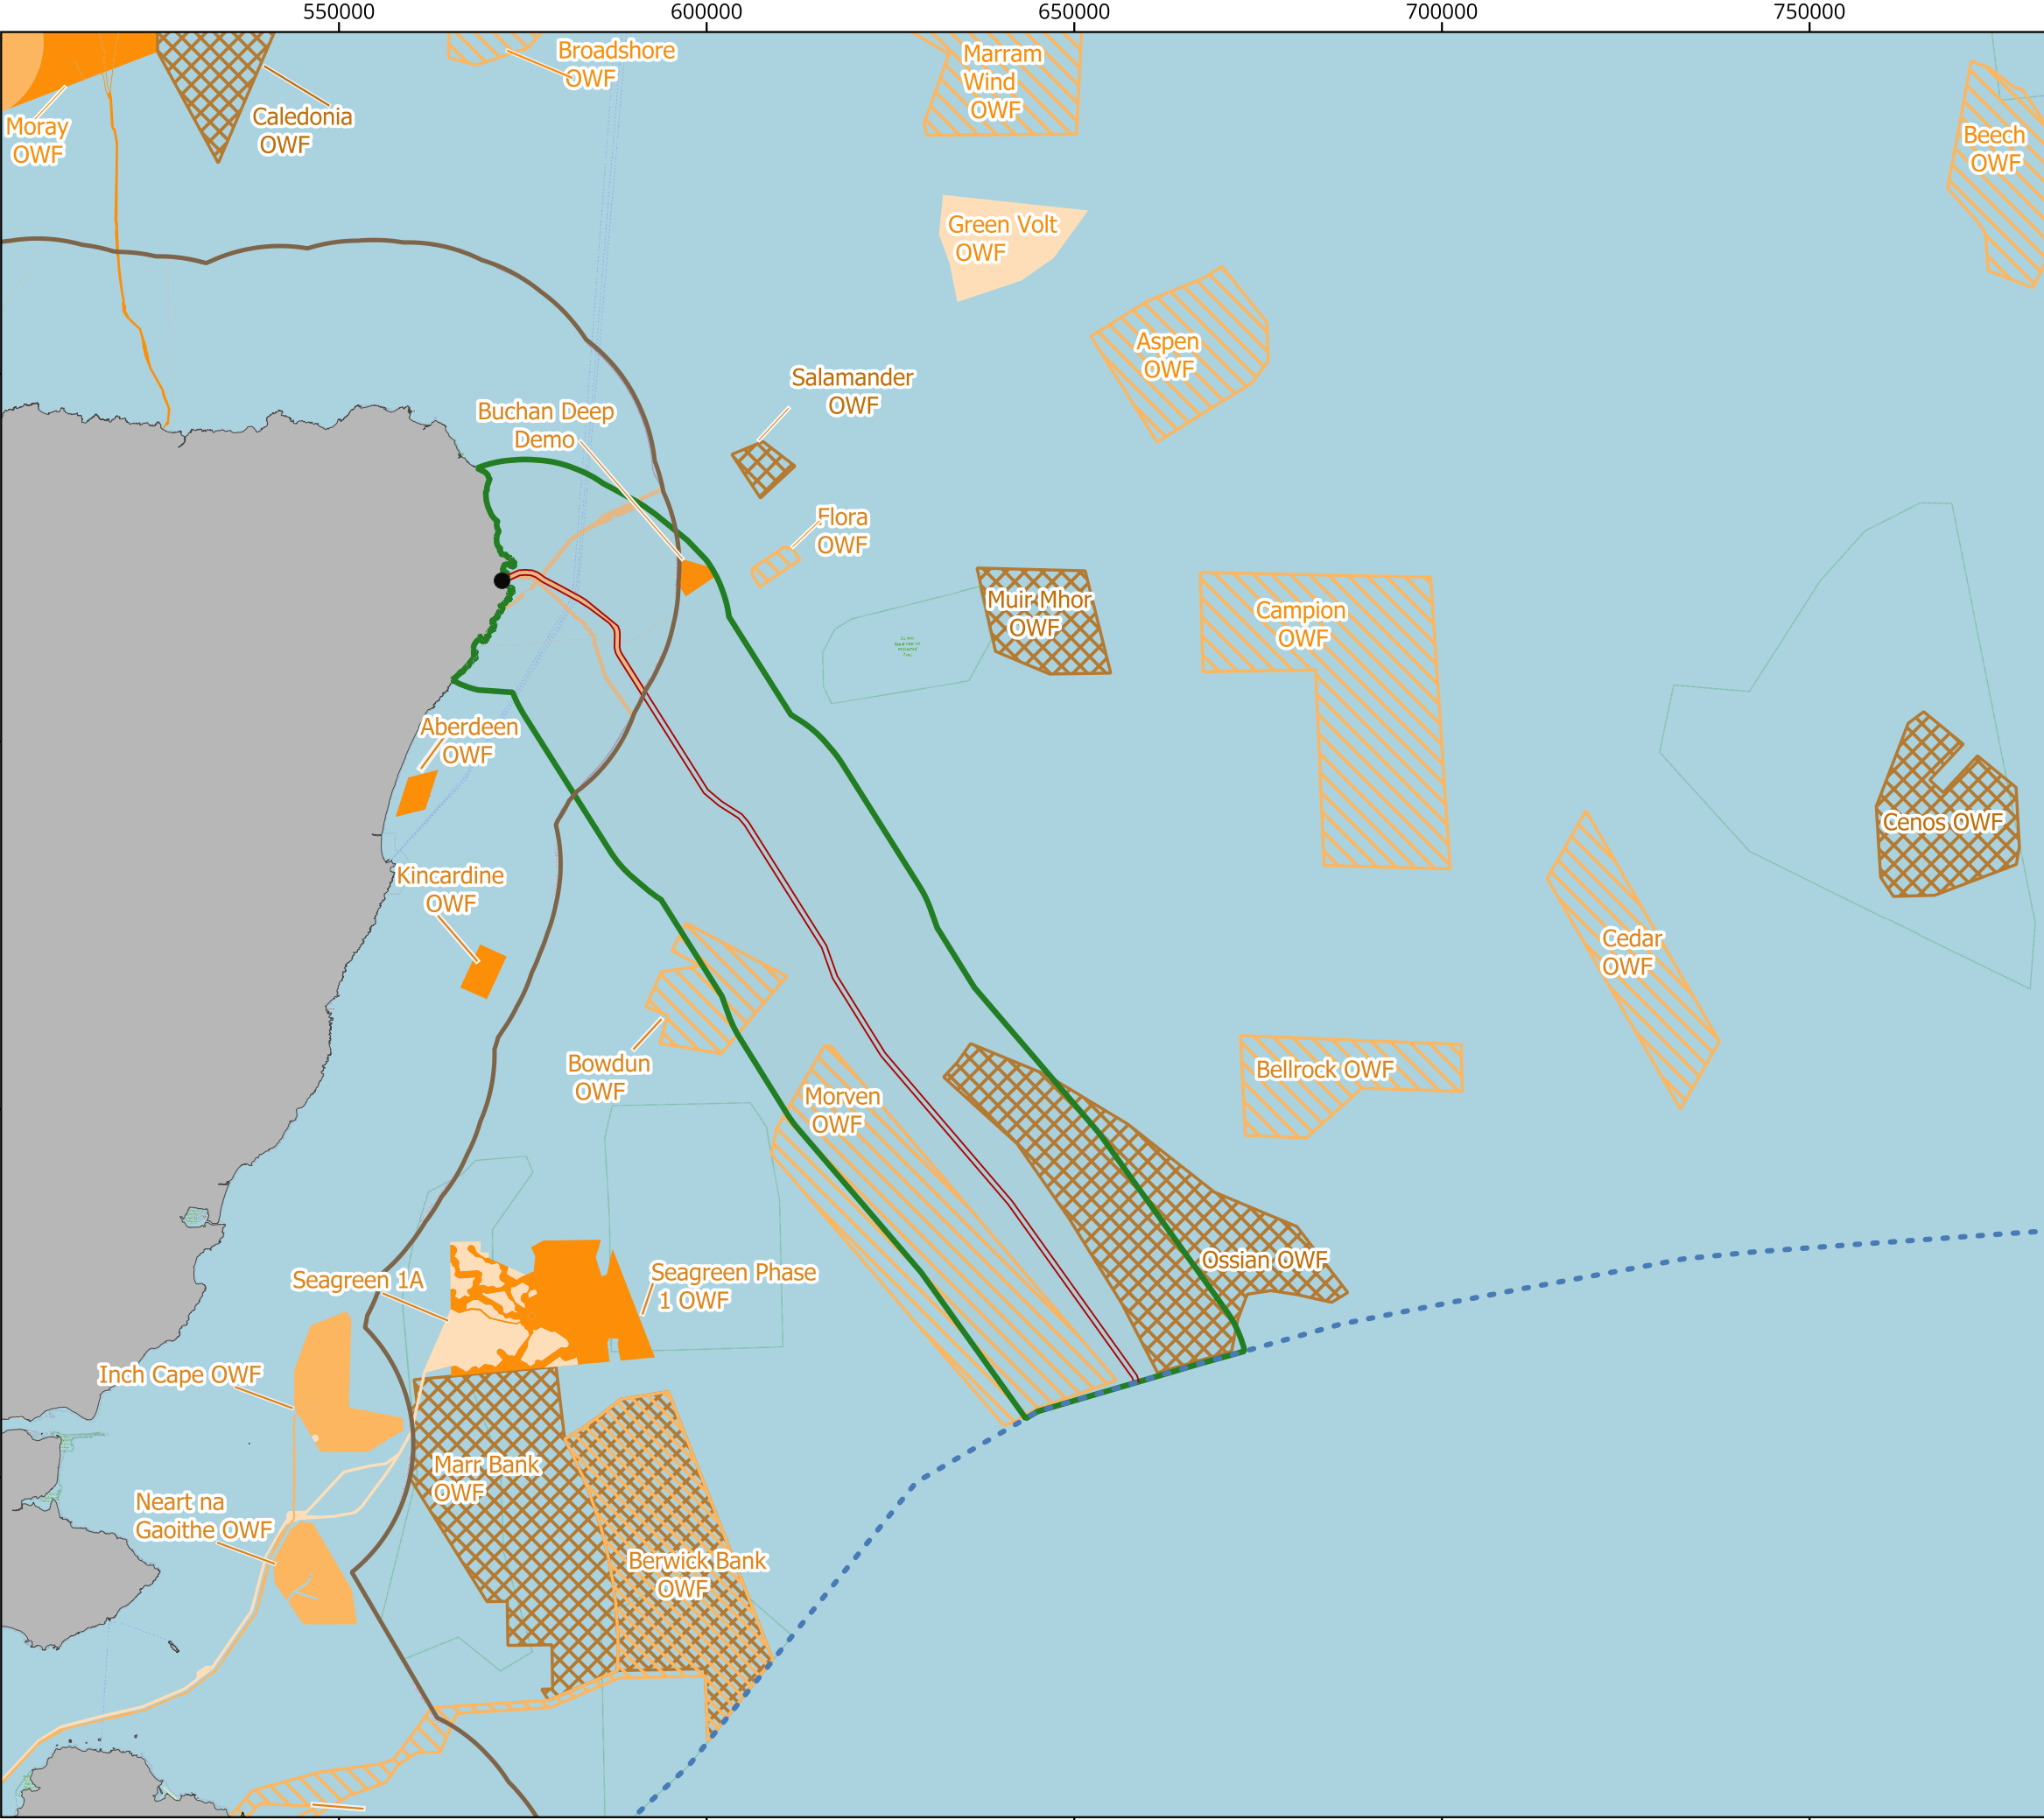 550000
600000
650000
700000
750000
Broadshore
OWF
Marram
Wind
OWF
Caledonia
OWF
Moray
OWF
Beech
OWF
Green Volt
OWF
Aspen
OWF
Salamander
OWF
Buchan Deep
Demo
Flora
OWF
Muir Mhor
OWF
Campion
OWF
Aberdeen
OWF
Cenos OWF
Kincardine
OWF
Cedar
OWF
Bowdun
OWF
Bellrock OWF
Morven
OWF
Ossian OWF
Seagreen 1A
Seagreen Phase
1 OWF
Inch Cape OWF
Marr Bank
OWF
Neart na
Gaoithe OWF
Berwick Bank
OWF